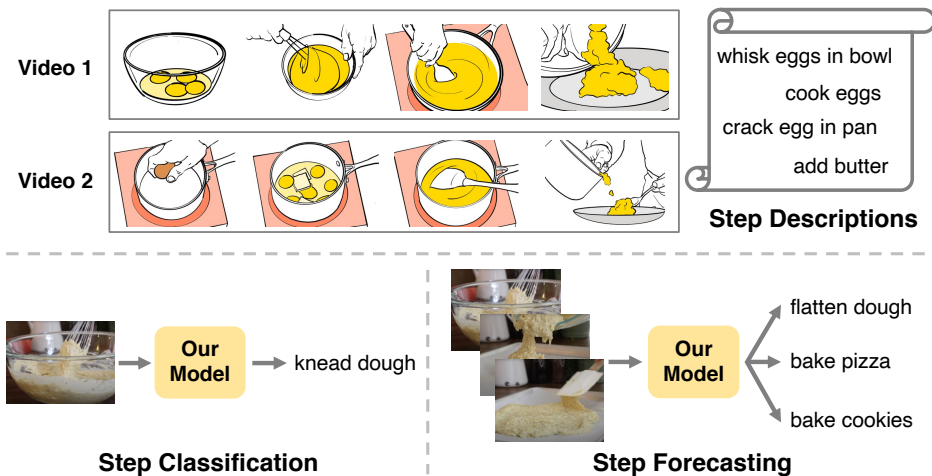 Video 1
whisk eggs in bowl
cook eggs
crack egg in pan
add butter
Video 2
Step Descriptions
Our
Model
knead dough
Step Classification
Our
Model
flatten dough
bake pizza
bake cookies
Step Forecasting